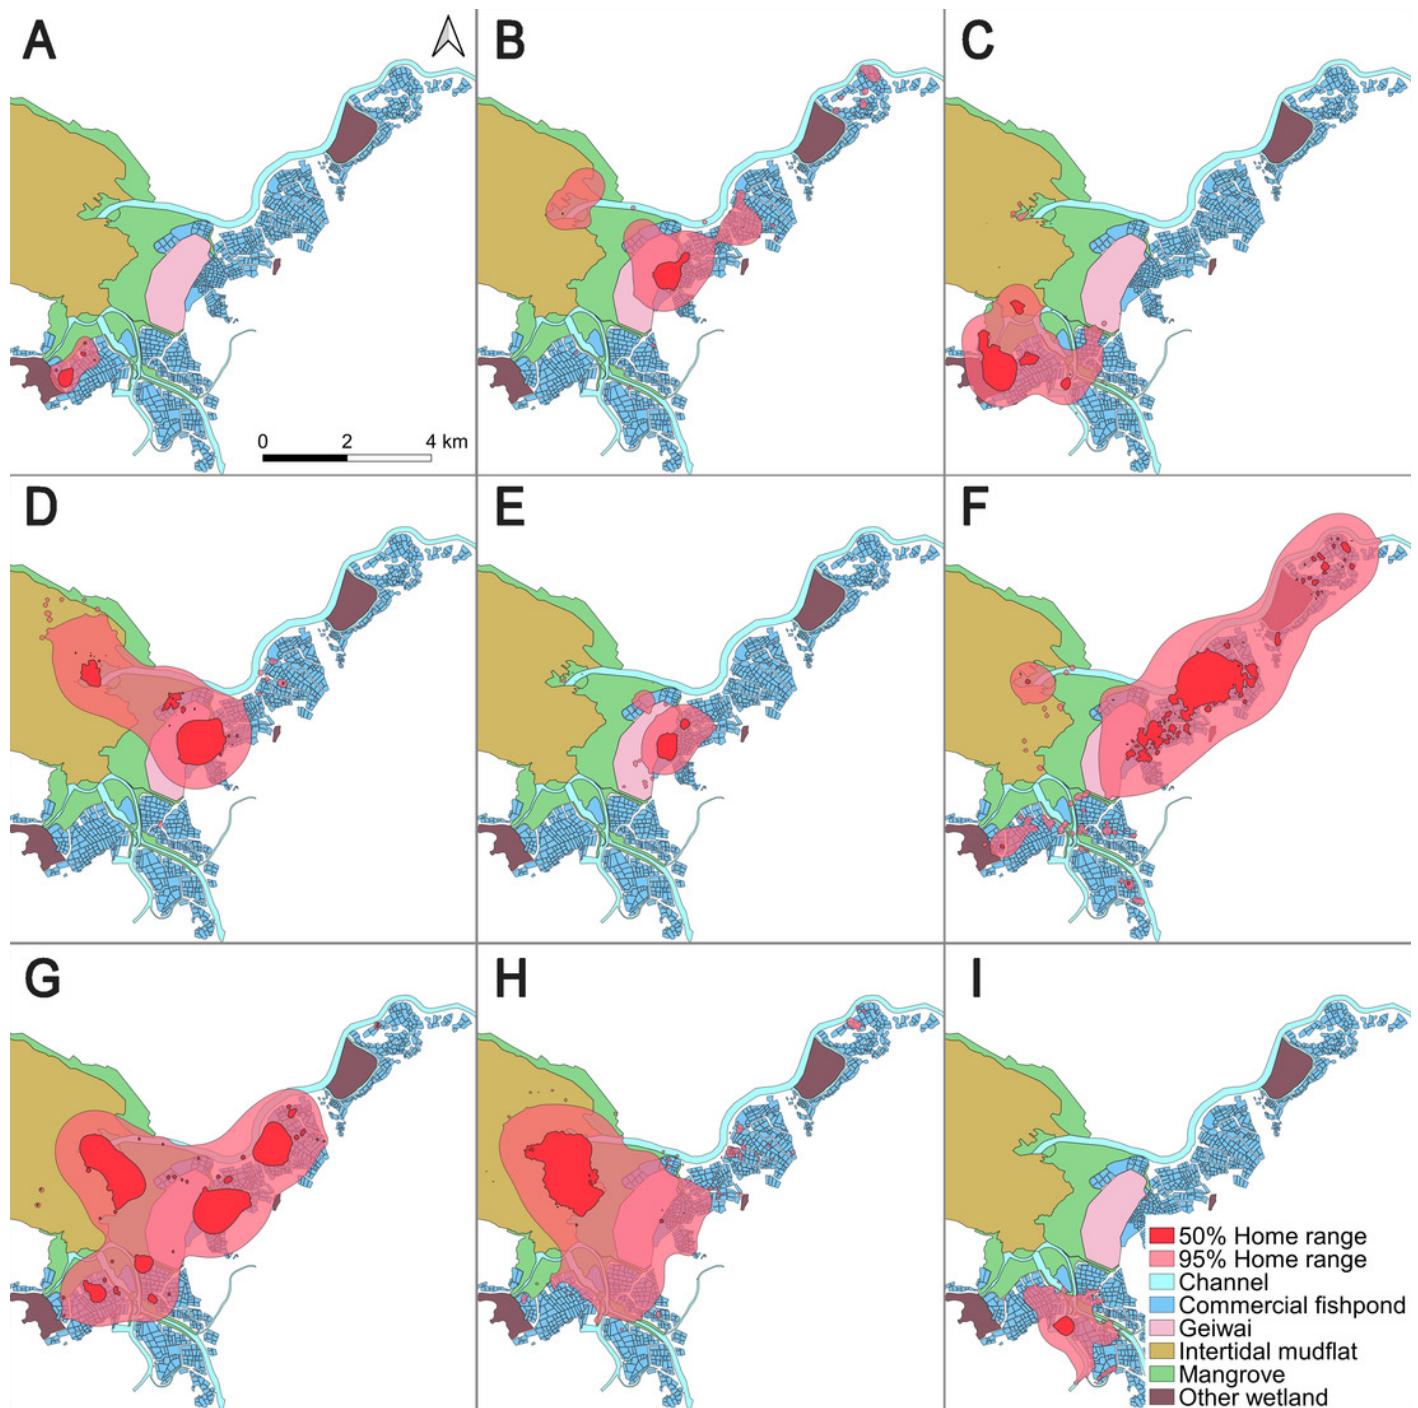 A
B
C
0 2 4 km
D
E
F
G
H
I
50% Home range
95% Home range
Channel
Commercial fishpond
Geiwai
Intertidal mudflat
Mangrove
Other wetland